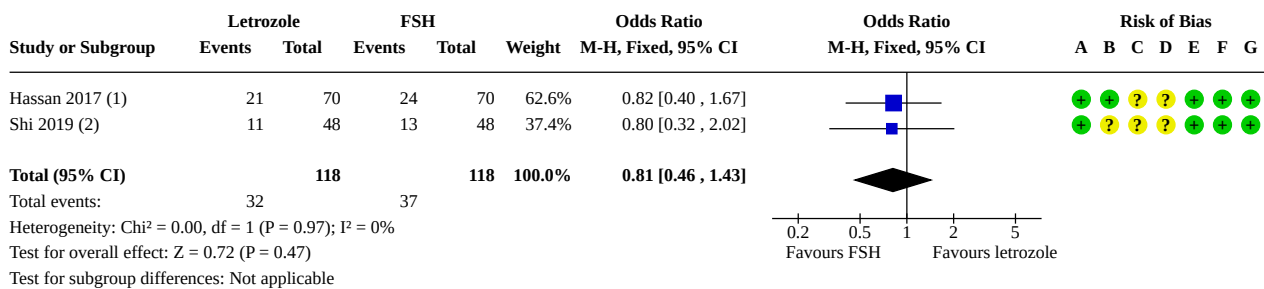 Letrozole FSH Odds Ratio Odds Ratio Risk of Bias
Study or Subgroup Events Total Events Total Weight M-H, Fixed, 95% CI M-H, Fixed, 95% CI A B C D E F G
Hassan 2017 (1) 21 70 24 70 62.6% 0.82 [0.40 , 1.67] + + ? ? + + +
Shi 2019 (2) 11 48 13 48 37.4% 0.80 [0.32 , 2.02] + ? ? ? + + +
Total (95% CI) 118 118 100.0% 0.81 [0.46 , 1.43]
Total events: 32 37
Heterogeneity: Chi² = 0.00, df = 1 (P = 0.97); I² = 0%
0.2 0.5 1 2 5
Test for overall effect: Z = 0.72 (P = 0.47) Favours FSH Favours letrozole
Test for subgroup differences: Not applicable